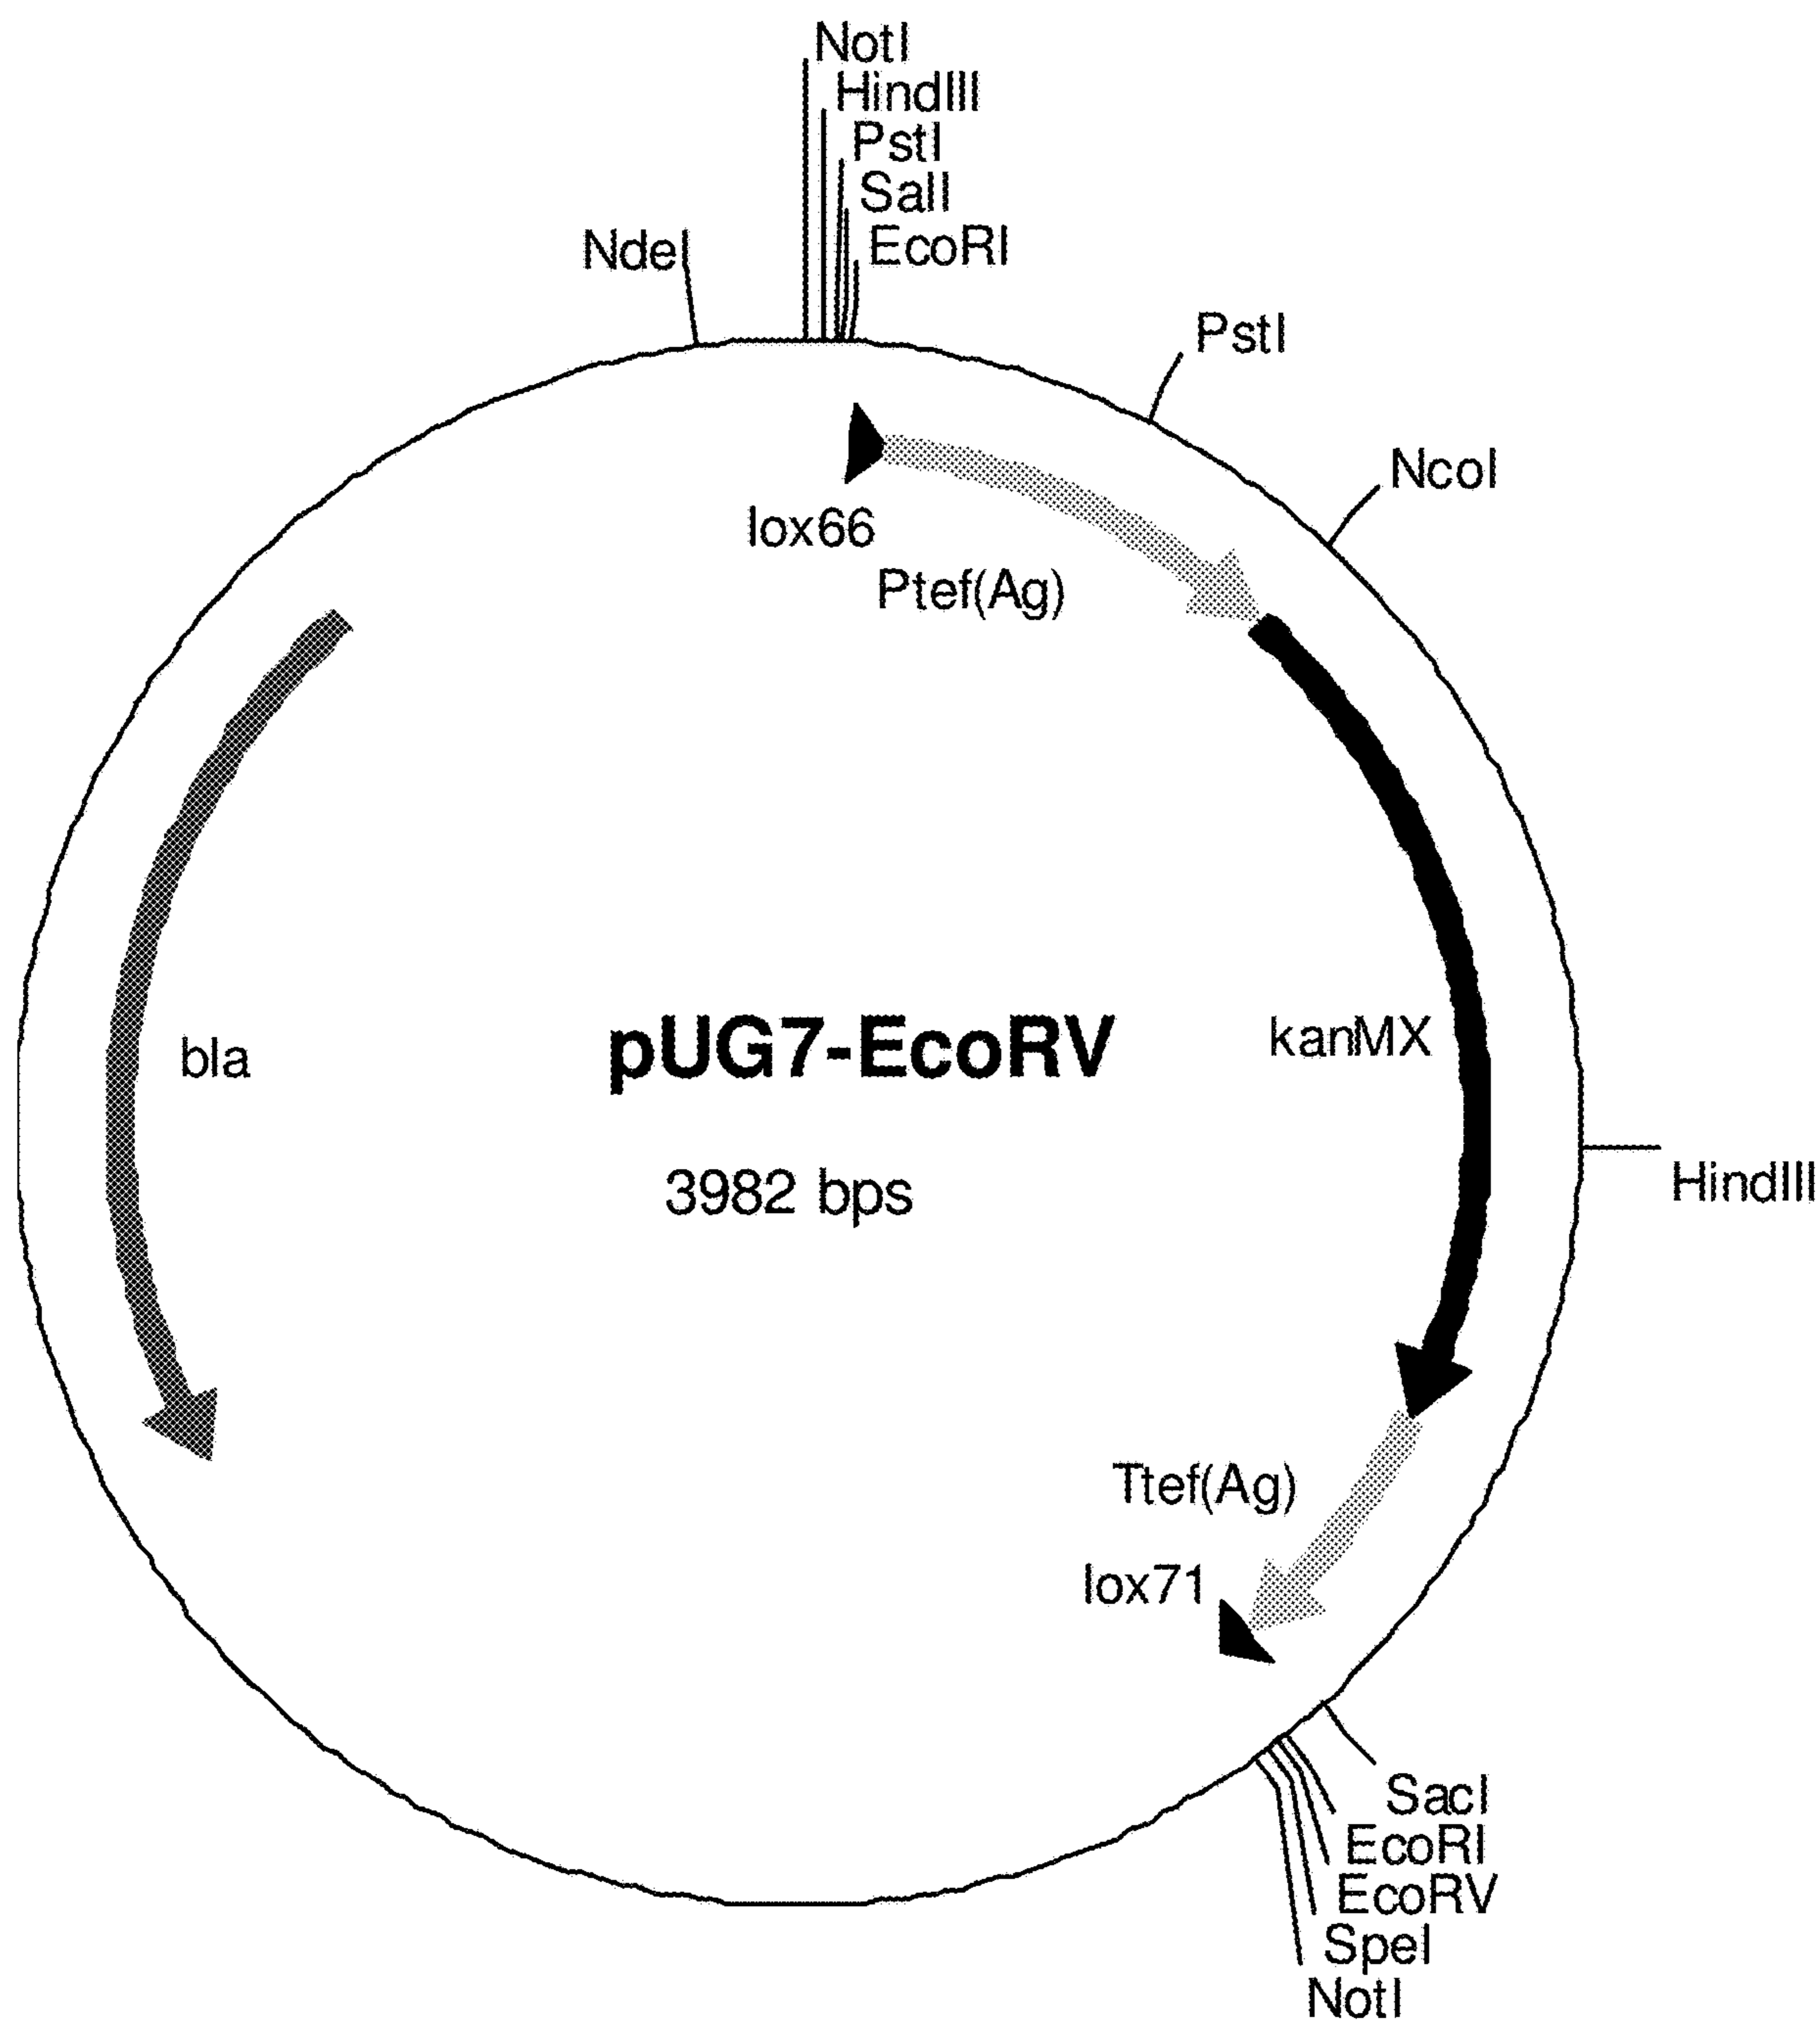 NotI
HindIII
PstI
SalI
EcoRI
NdeI
PstI
NcoI
lox66
Ptef(Ag)
bla
pUG7-EcoRV
kanMX
3982 bps
HindIII
Ttef(Ag)
lox71
SacI
EcoRI
EcoRV
SpeI
NotI